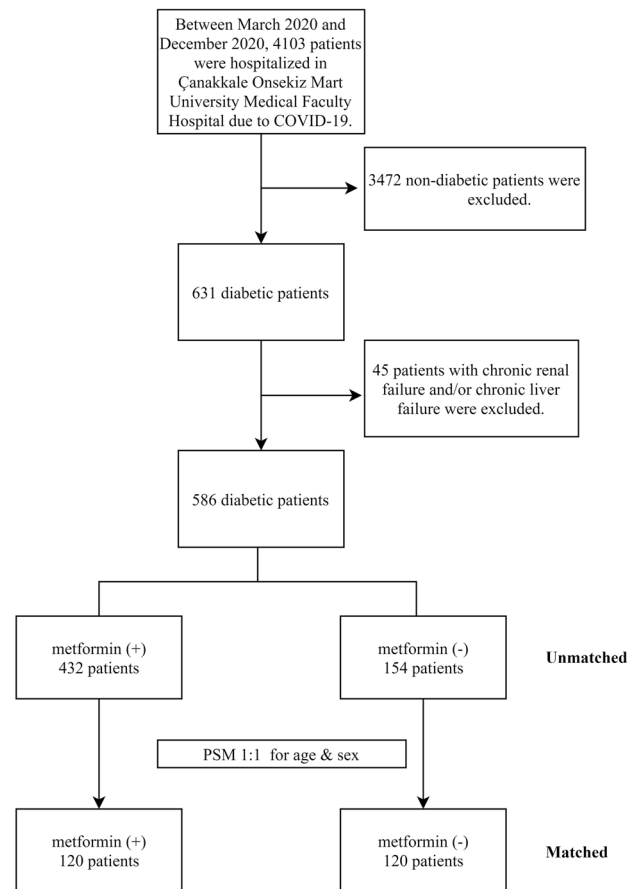 Between March 2020 and
December 2020, 4103 patients
were hospitalized in
Çanakkale Onsekiz Mart
University Medical Faculty
Hospital due to COVID-19.
3472 non-diabetic patients were
excluded.
631 diabetic patients
45 patients with chronic renal
failure and/or chronic liver
failure were excluded.
586 diabetic patients
metformin (+)
432 patients
metformin (-)
154 patients
Unmatched
PSM 1:1 for age & sex
metformin (+)
120 patients
metformin (-)
120 patients
Matched